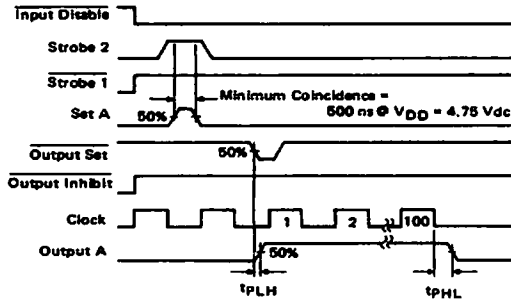 Input Disable
Strobe 2
Strobe 1
Minimum Coincidence =
Set A
50%
500 ns @ VDD = 4.75 Vdc
Output Set
50%
Output Inhibit
Clock
1
2
100
Output A
50%
tPLH
tPHL